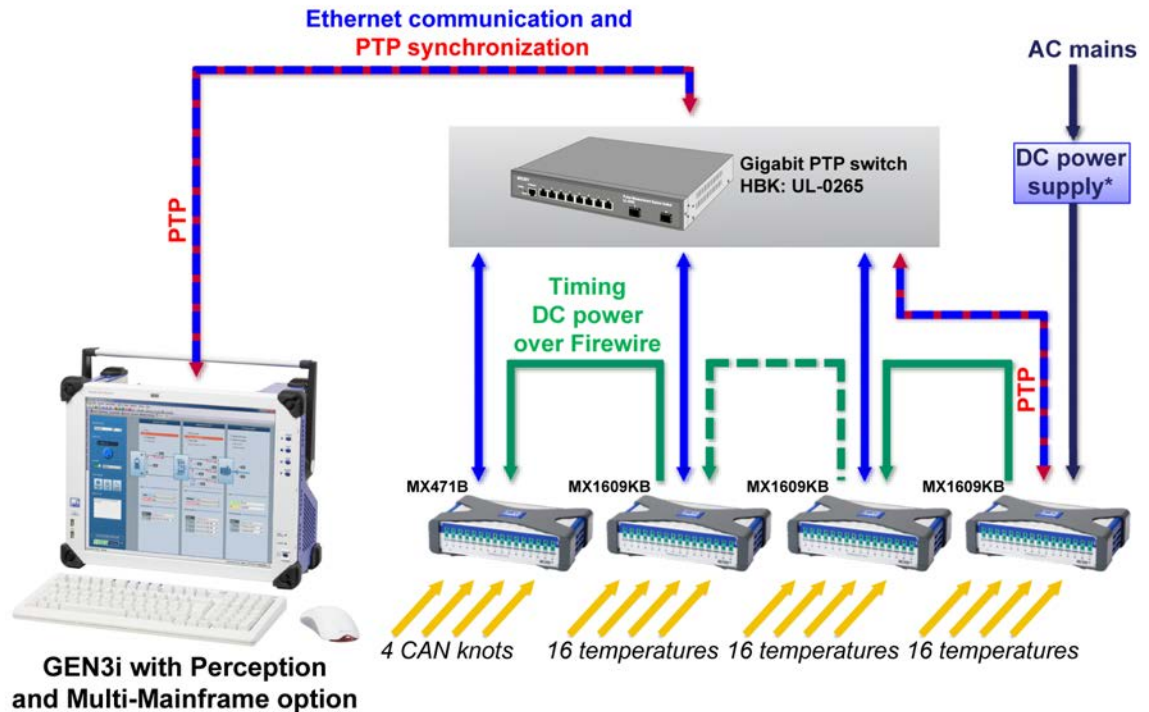 Ethernet communication and
PTP synchronization
AC mains
DC power
supply*
Gigabit PTP switch
HBK: UL-0265
PTP
Timing
DC power
over Firewire
PTP
MX471B
MX1609KB
MX1609KB
MX1609KB
4 CAN knots
16 temperatures
16 temperatures
16 temperatures
GEN3i with Perception
and Multi-Mainframe option